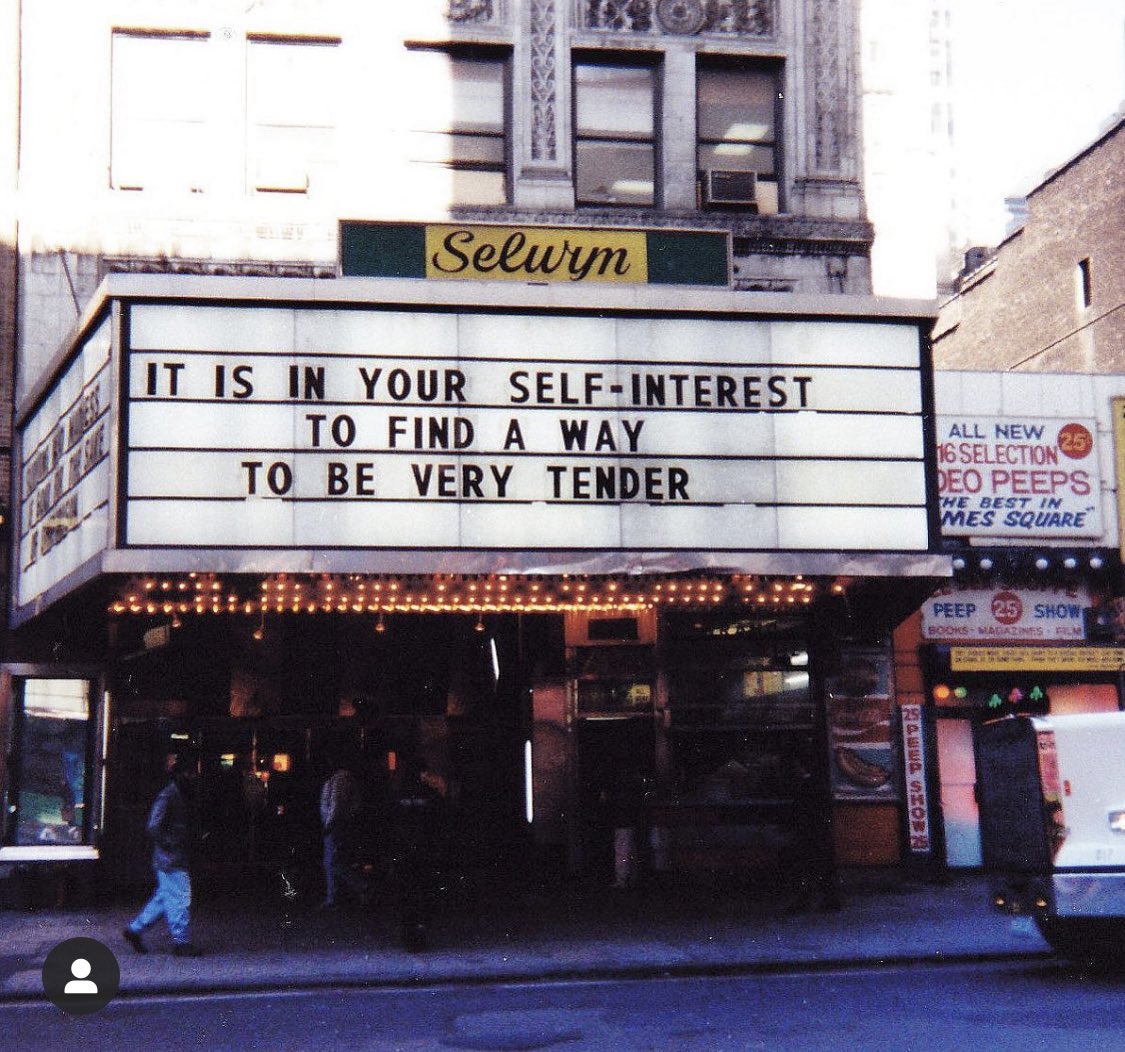 Selwyn
IT IS IN YOUR SELF-INTEREST
TO FIND A WAY
TO BE VERY TENDER
ALL NEW 25¢
16 SELECTION
DEO PEEPS
THE BEST IN
MES SQUARE"
PEEP 25¢ SHOW
BOOKS · MAGAZINES · FILM
25¢ PEEP SHOW 25¢